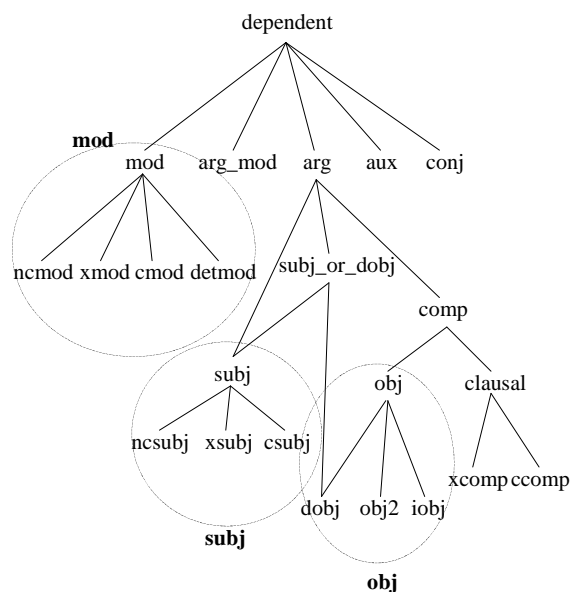 dependent
mod
mod arg_mod arg aux conj
ncmod xmod cmod detmod
subj_or_dobj
comp
subj
obj clausal
ncsubj xsubj csubj
xcomp ccomp
dobj obj2 iobj
subj
obj